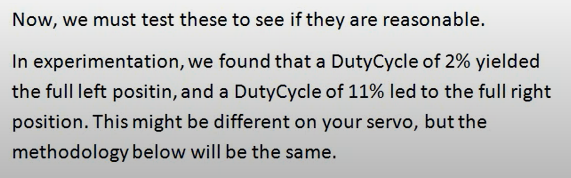 Now, we must test these to see if they are reasonable.
In experimentation, we found that a DutyCycle of 2% yielded
the full left positin, and a DutyCycle of 11% led to the full right
position. This might be different on your servo, but the
methodology below will be the same.